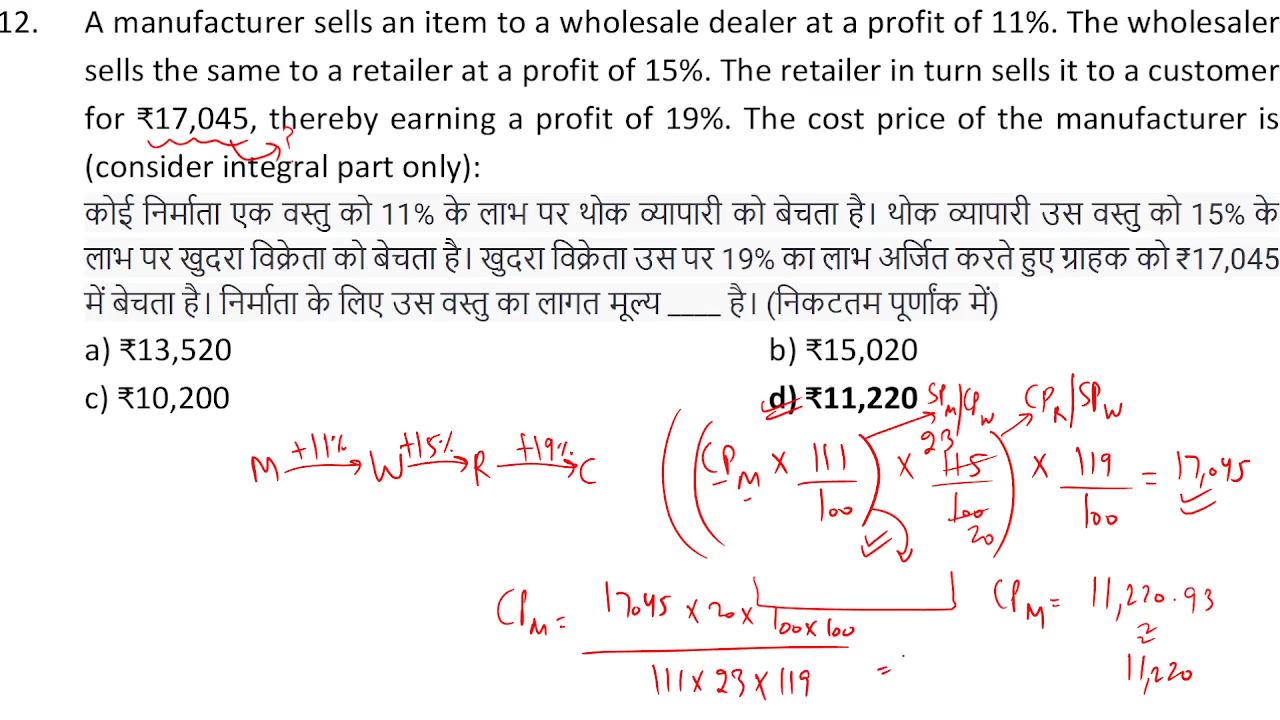 12. A manufacturer sells an item to a wholesale dealer at a profit of 11%. The wholesaler
sells the same to a retailer at a profit of 15%. The retailer in turn sells it to a customer
for ₹17,045, thereby earning a profit of 19%. The cost price of the manufacturer is
?
(consider integral part only):
कोई निर्माता एक वस्तु को 11% के लाभ पर थोक व्यापारी को बेचता है। थोक व्यापारी उस वस्तु को 15% के
लाभ पर खुदरा विक्रेता को बेचता है। खुदरा विक्रेता उस पर 19% का लाभ अर्जित करते हुए ग्राहक को ₹17,045
में बेचता है। निर्माता के लिए उस वस्तु का लागत मूल्य ____ है। (निकटतम पूर्णांक में)
a) ₹13,520 b) ₹15,020
c) ₹10,200 d) ₹11,220
SP_M/CP_W CP_R/SP_W
M +11% W +15% R +19% C
((CP_M × 111/100) × 23 115/100 20) × 119/100 = 17,045
CP_M = 17045 × 20 × 100 × 100 / 111 × 23 × 119 =
CP_M = 11,220.93
≈
11,220